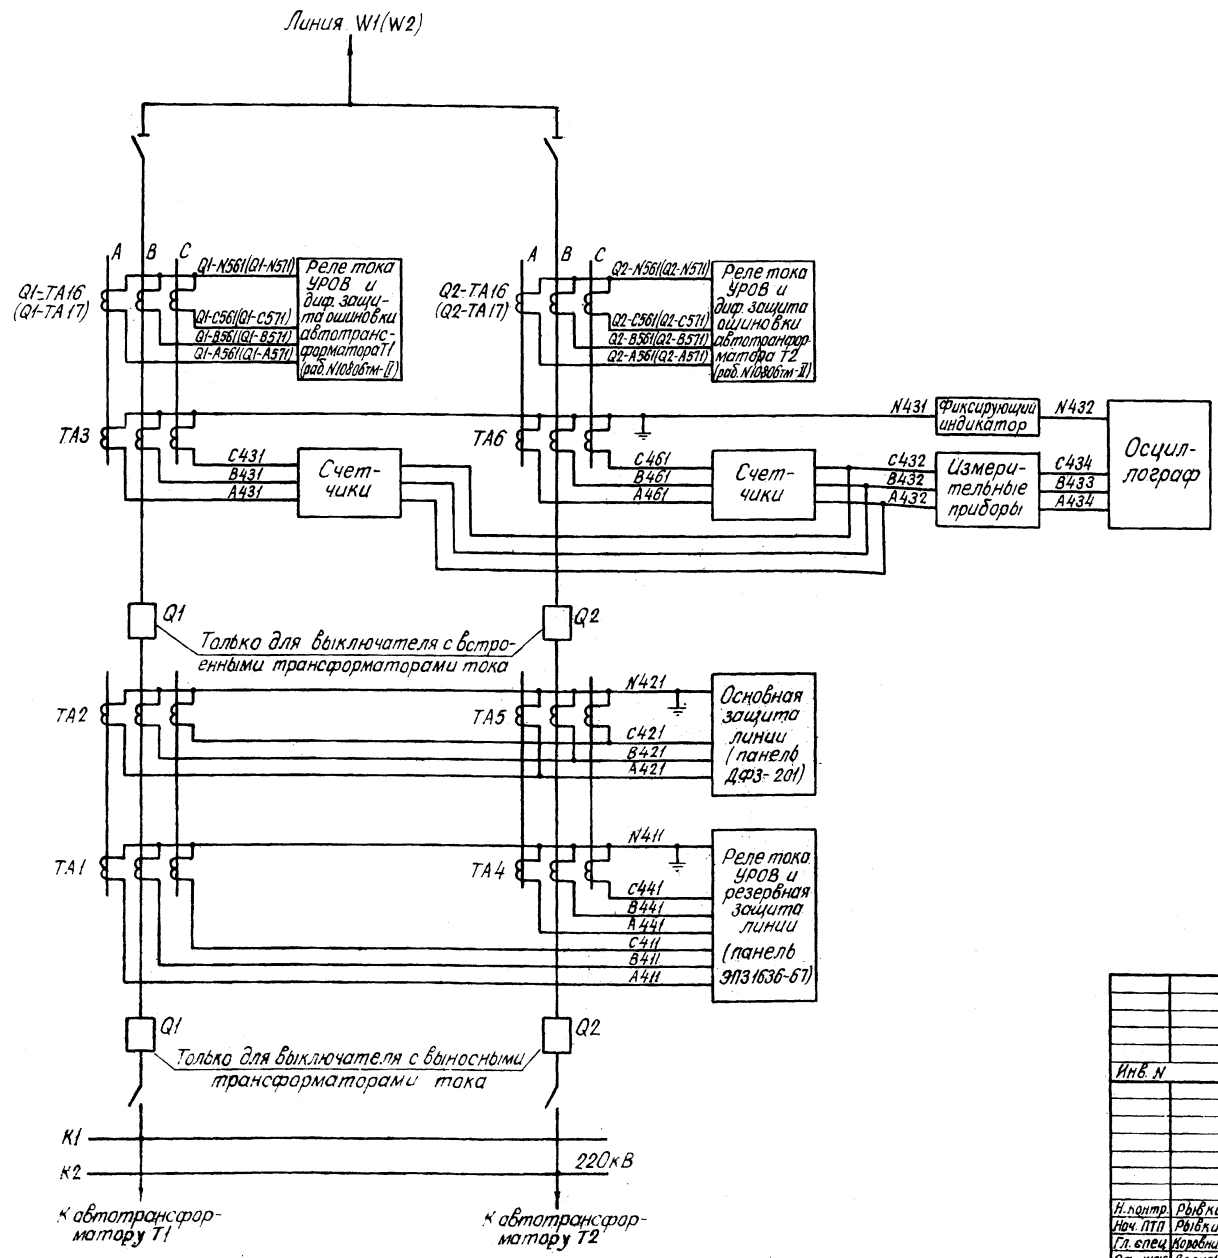 Линия W1(W2)
A B C
Q1-N561(Q1-N571)
Q1-TA16
(Q1-TA17)
Q1-C561(Q1-C571)
Q1-B561(Q1-B571)
Q1-A561(Q1-A571)
Реле тока
УРОВ и
диф. защи-
та ошиновки
автотранс-
форматора T1
(раб. N10806тм-II)
A B C
Q2-N561(Q2-N571)
Q2-TA16
(Q2-TA17)
Q2-C561(Q2-C571)
Q2-B561(Q2-B571)
Q2-A561(Q2-A571)
Реле тока
УРОВ и
диф. защита
ошиновки
автотрансфор-
матора T2
(раб. N10806тм-II)
TA3
C431
B431
A431
Счет-
чики
TA6
C461
B461
A461
Счет-
чики
N431
Фиксирующий
индикатор
N432
C432
B432
A432
Измери-
тельные
приборы
C434
B433
A434
Осцил-
лограф
Q1
Q2
Только для выключателя с встро-
енными трансформаторами тока
TA2
TA5
N421
C421
B421
A421
Основная
защита
линии
(панель
ДФЗ-201)
TA1
TA4
N411
C441
B441
A441
C411
B411
A411
Реле тока
УРОВ и
резервная
защита
линии
(панель
ЭПЗ1636-67)
Q1
Q2
Только для выключателя с выносными
трансформаторами тока
K1
K2
220кВ
К автотрансфор-
матору T1
К автотрансфор-
матору T2
Инв. N
Н.контр. Рывки
Нач. ПТП Рывки
Гл. спец. Коровни